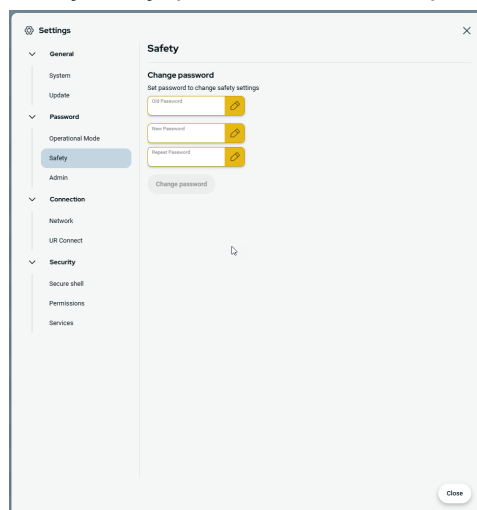 Settings
General
System
Update
Password
Operational Mode
Safety
Admin
Connection
Network
UR Connect
Security
Secure shell
Permissions
Services
Safety
Change password
Set password to change safety settings
Old Password
New Password
Repeat Password
Change password
Close